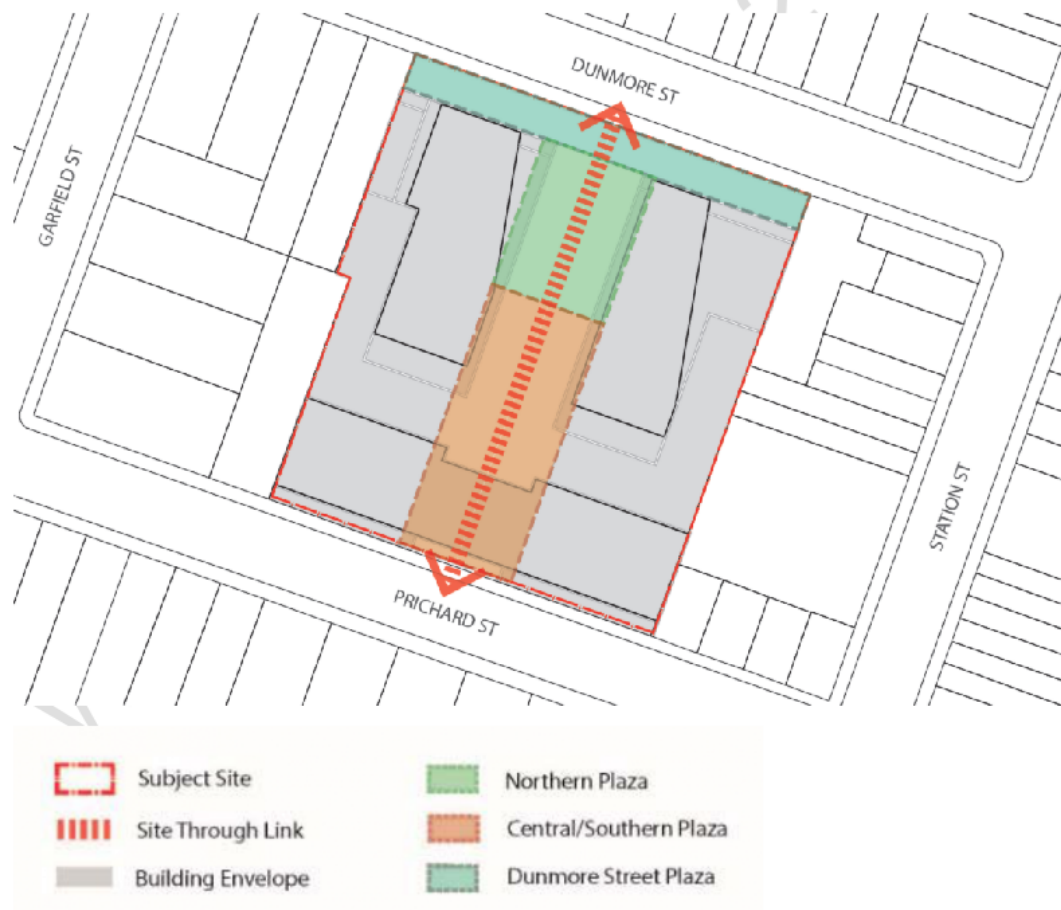 DUNMORE ST
GARFIELD ST
STATION ST
PRICHARD ST
Subject Site
Site Through Link
Building Envelope
Northern Plaza
Central/Southern Plaza
Dunmore Street Plaza